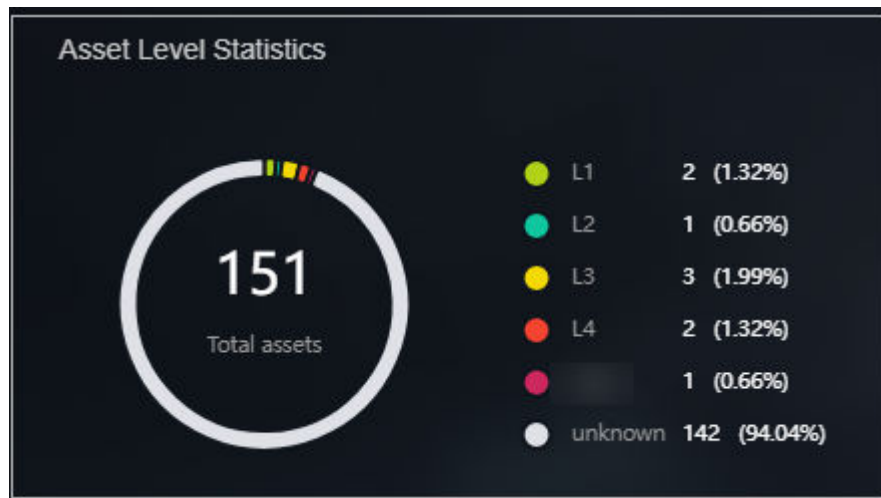 Asset Level Statistics
151
Total assets
L1 2 (1.32%)
L2 1 (0.66%)
L3 3 (1.99%)
L4 2 (1.32%)
1 (0.66%)
unknown 142 (94.04%)